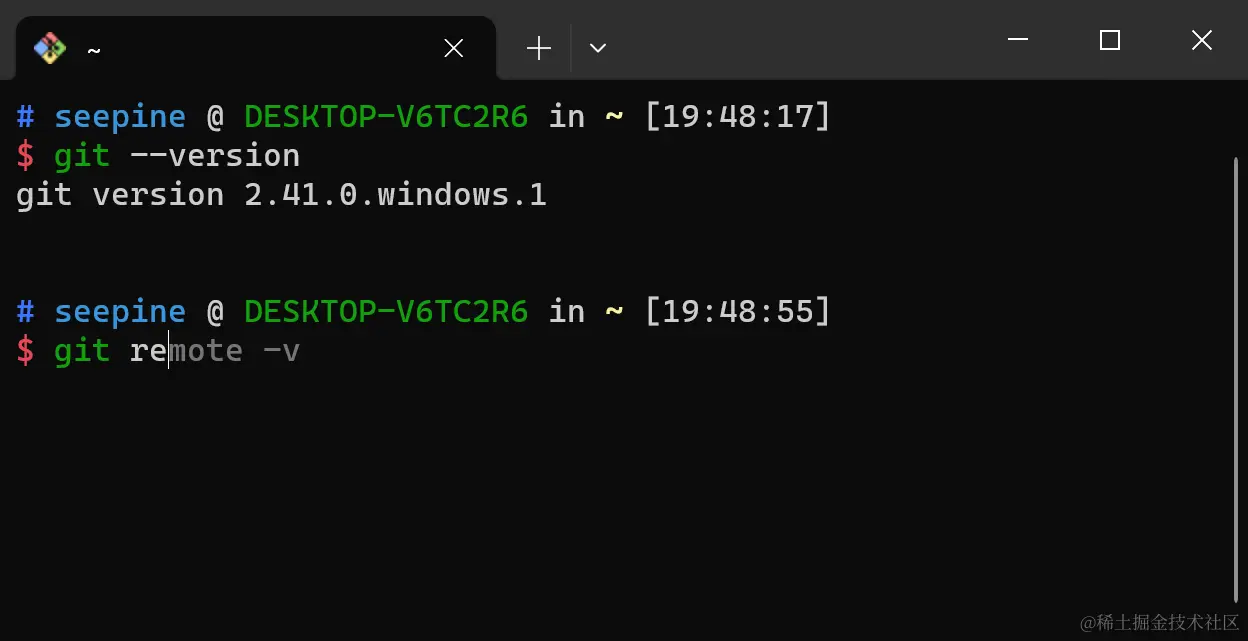 ~
# seepine @ DESKTOP-V6TC2R6 in ~ [19:48:17]
$ git --version
git version 2.41.0.windows.1
# seepine @ DESKTOP-V6TC2R6 in ~ [19:48:55]
$ git remote -v
@稀土掘金技术社区